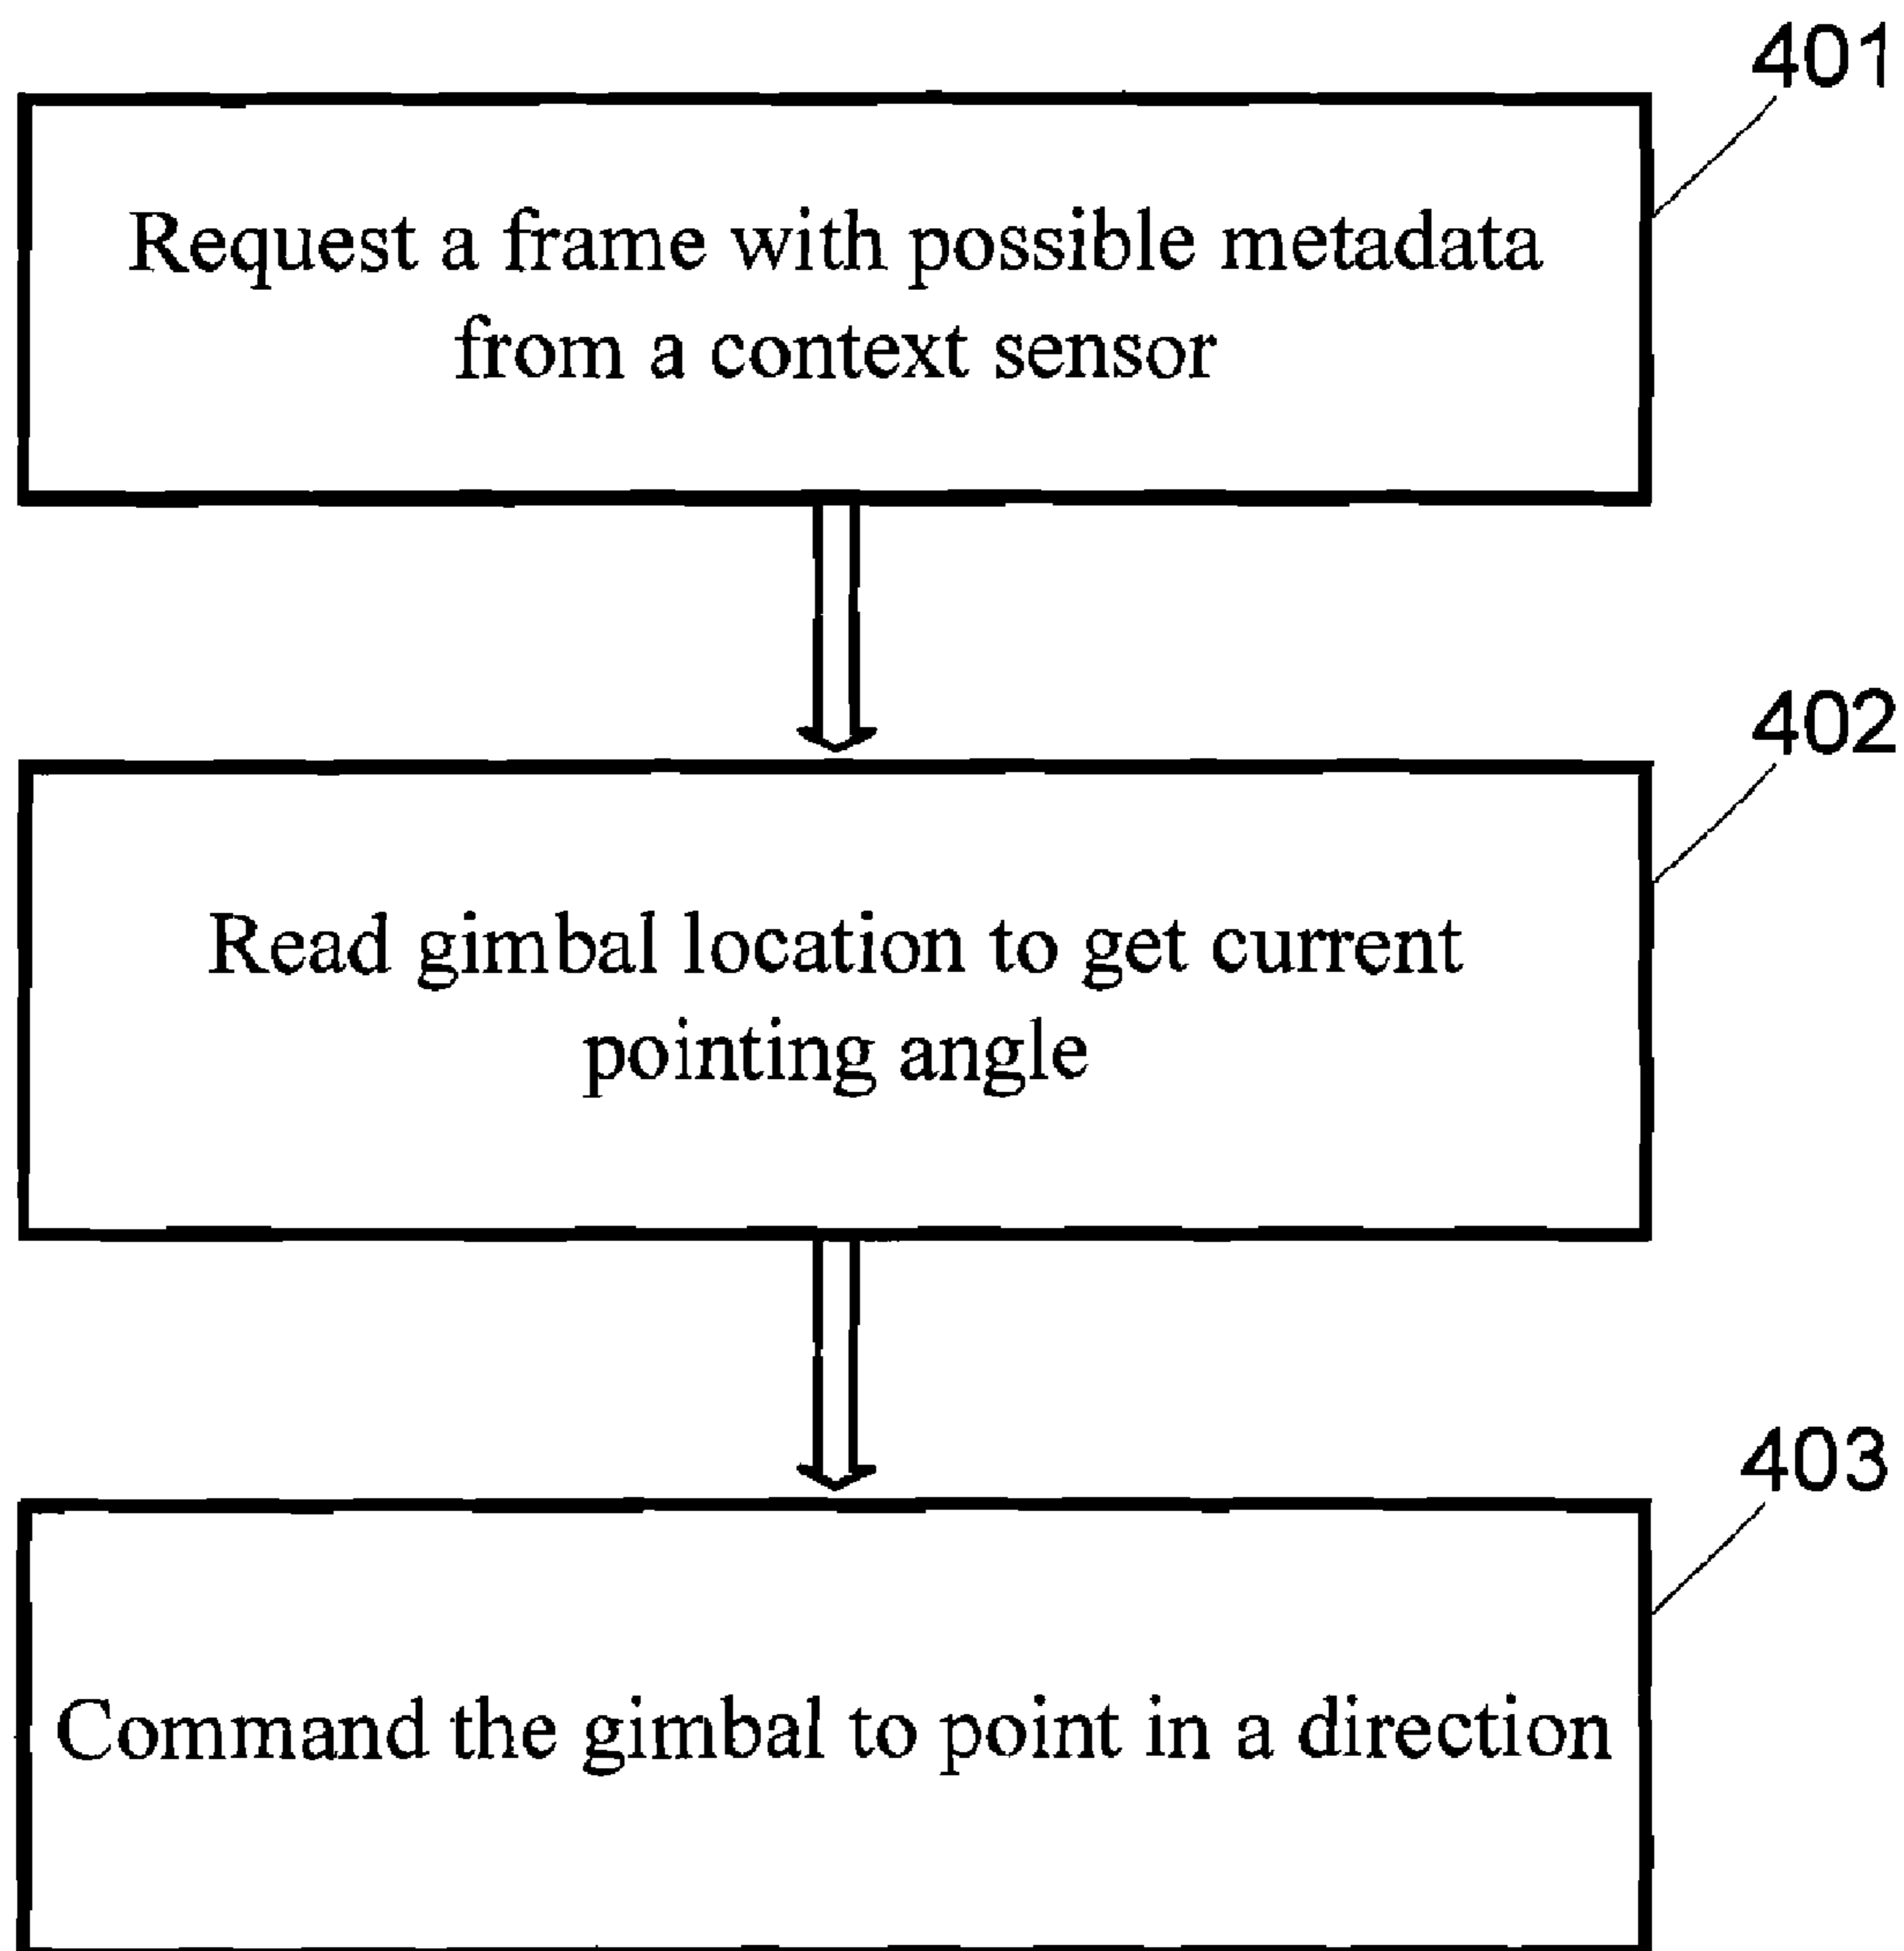 401
Request a frame with possible metadata
from a context sensor
402
Read gimbal location to get current
pointing angle
403
Command the gimbal to point in a direction